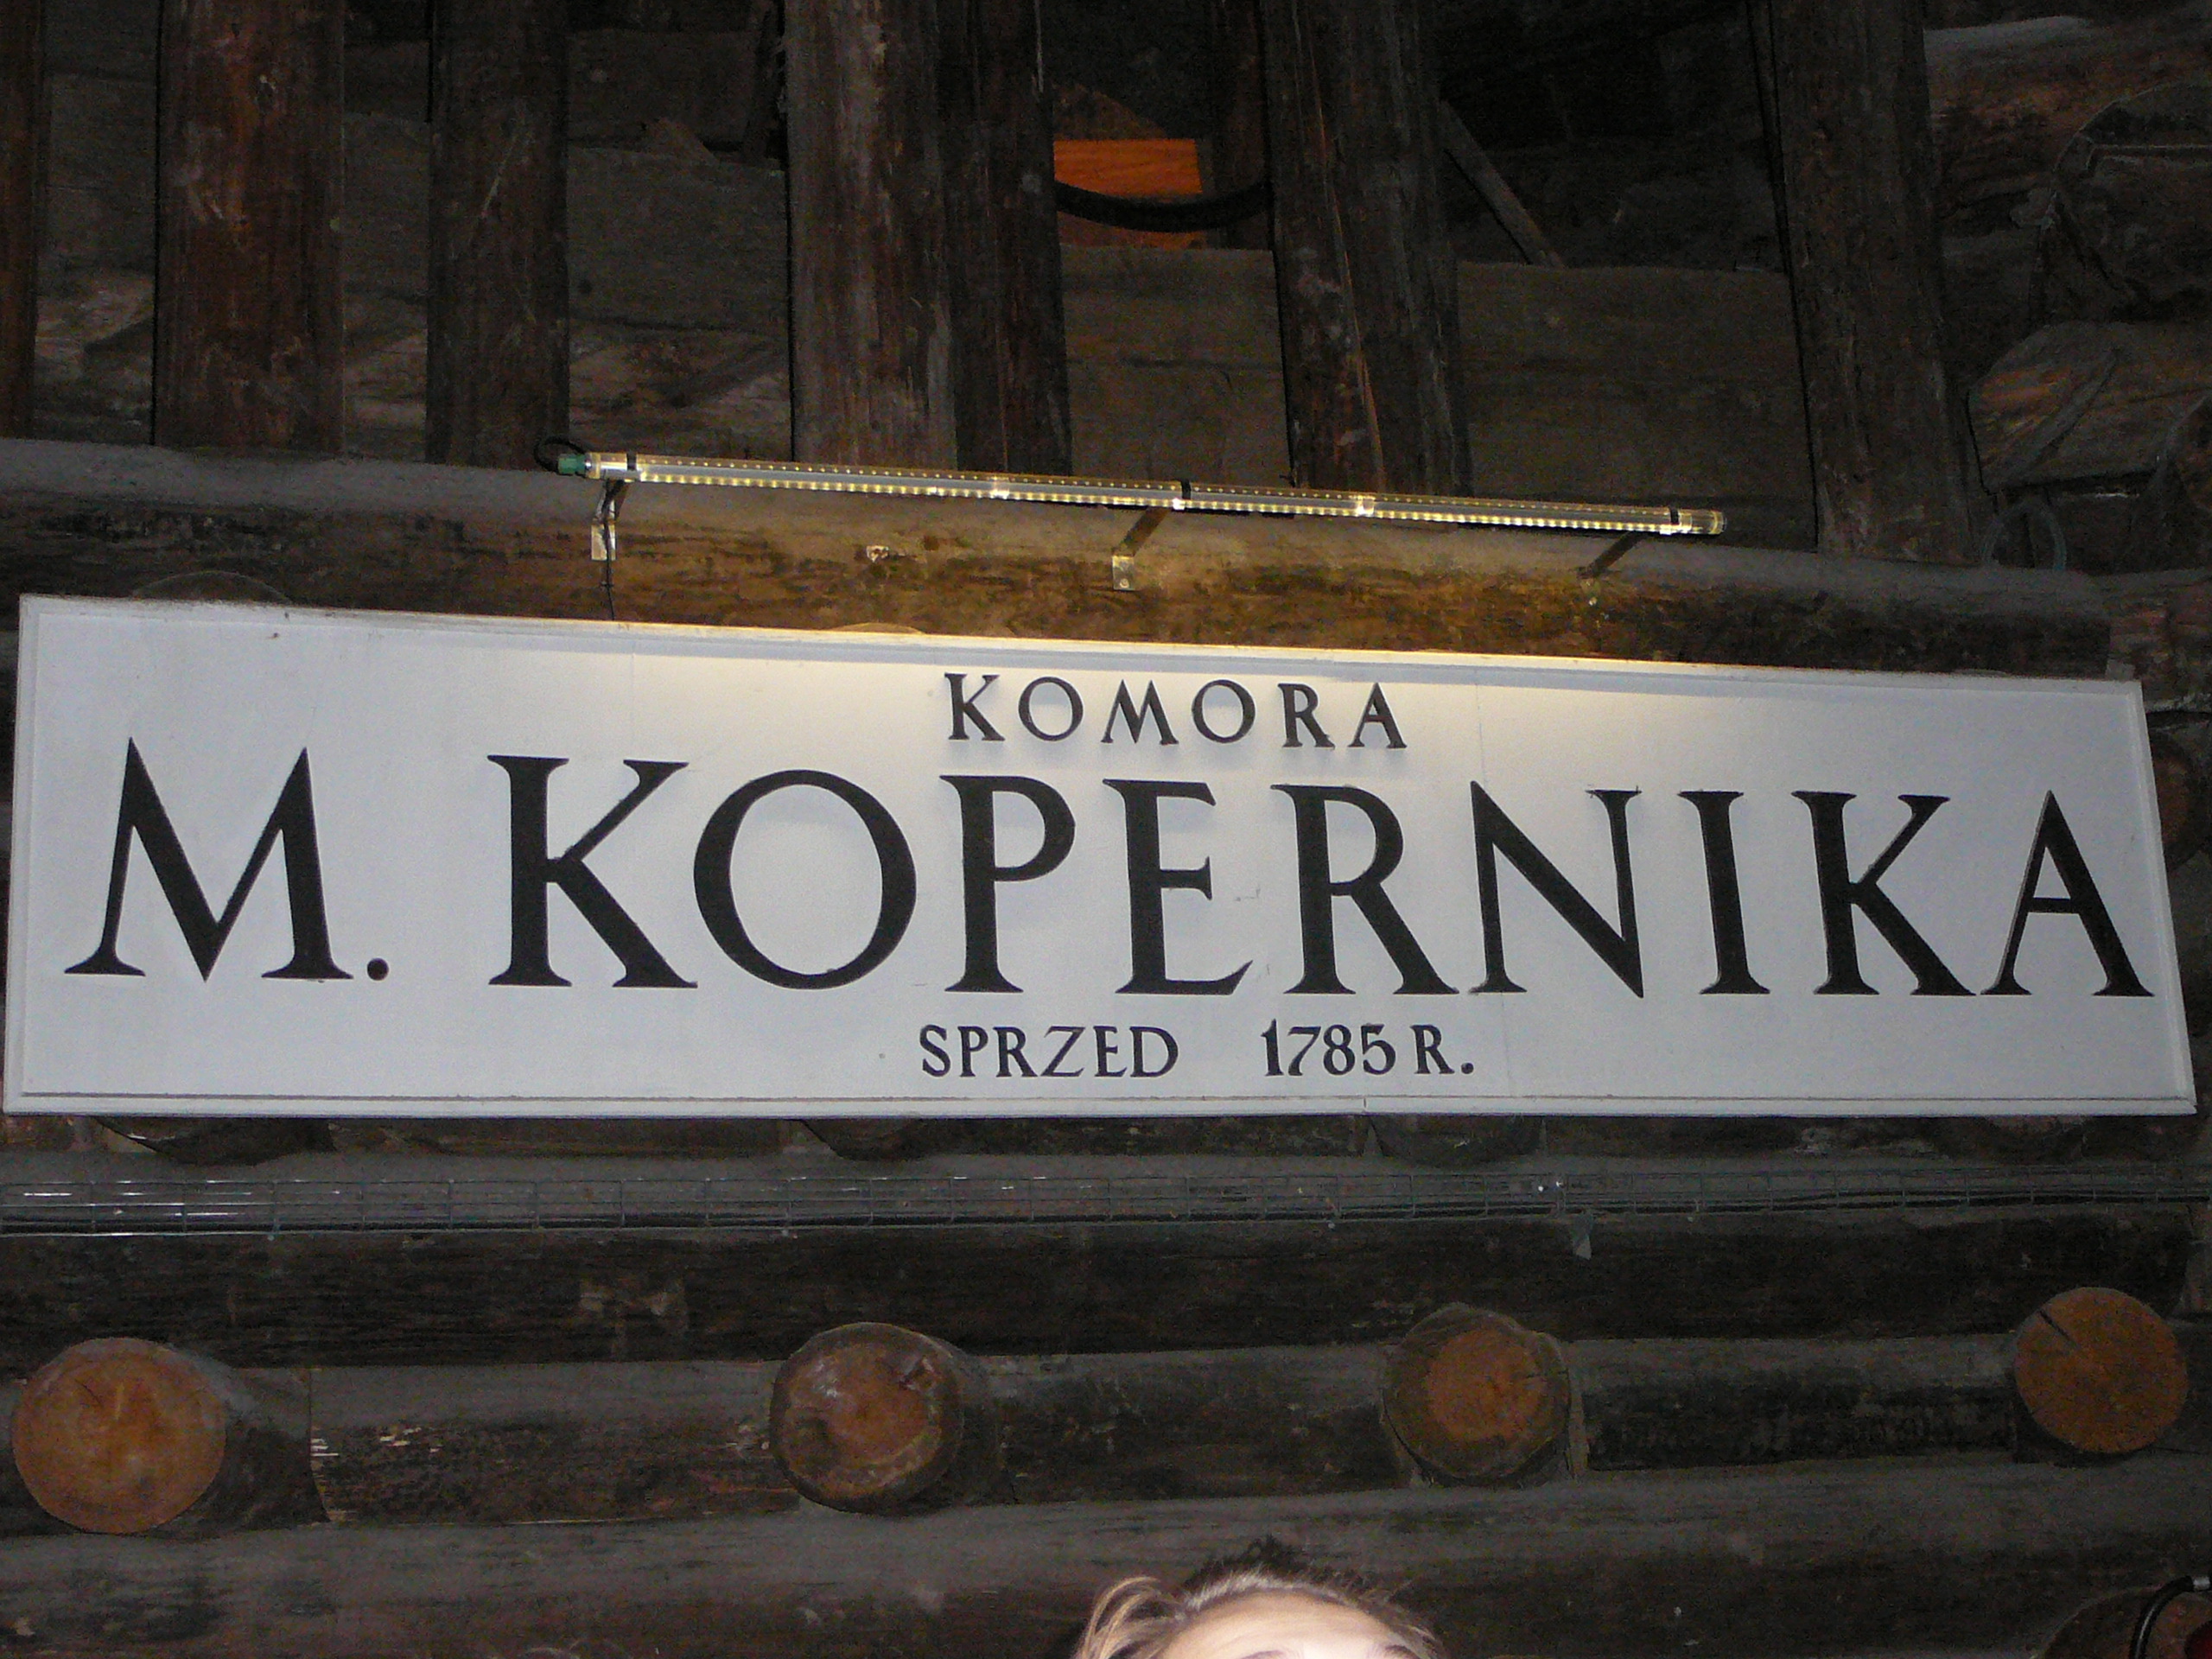 KOMORA
M. KOPERNIKA
SPRZED 1785 R.